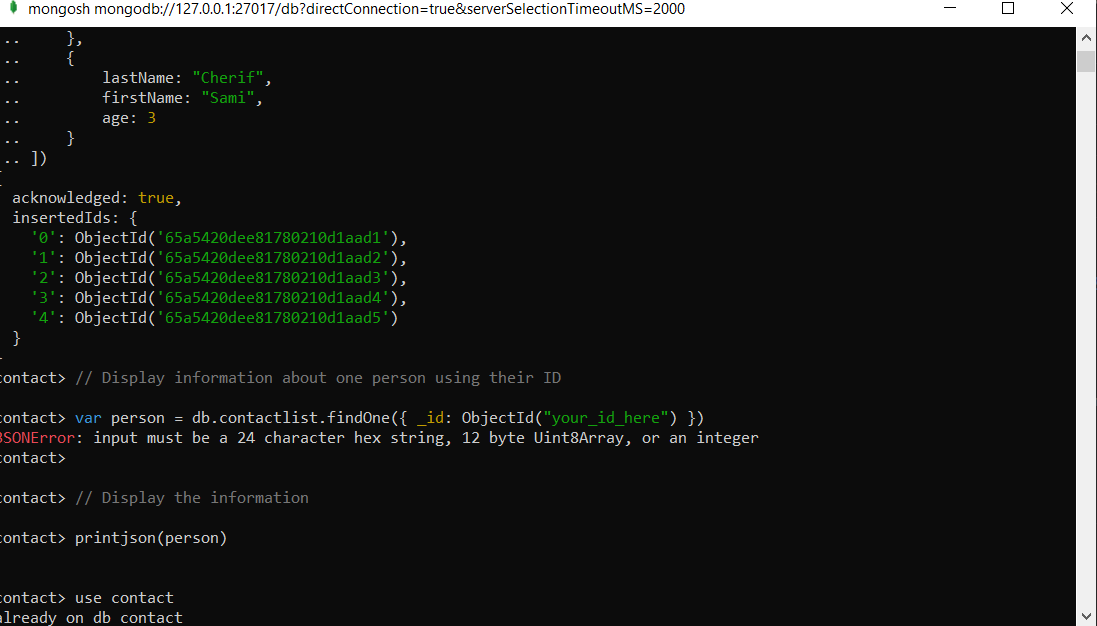 mongosh mongodb://127.0.0.1:27017/db?directConnection=true&serverSelectionTimeoutMS=2000
..     },
..     {
..         lastName: "Cherif",
..         firstName: "Sami",
..         age: 3
..     }
.. ])
acknowledged: true,
insertedIds: {
'0': ObjectId('65a5420dee81780210d1aad1'),
'1': ObjectId('65a5420dee81780210d1aad2'),
'2': ObjectId('65a5420dee81780210d1aad3'),
'3': ObjectId('65a5420dee81780210d1aad4'),
'4': ObjectId('65a5420dee81780210d1aad5')
}
contact> // Display information about one person using their ID
contact> var person = db.contactlist.findOne({ _id: ObjectId("your_id_here") })
BSONError: input must be a 24 character hex string, 12 byte Uint8Array, or an integer
contact>
contact> // Display the information
contact> printjson(person)
contact> use contact
already on db contact